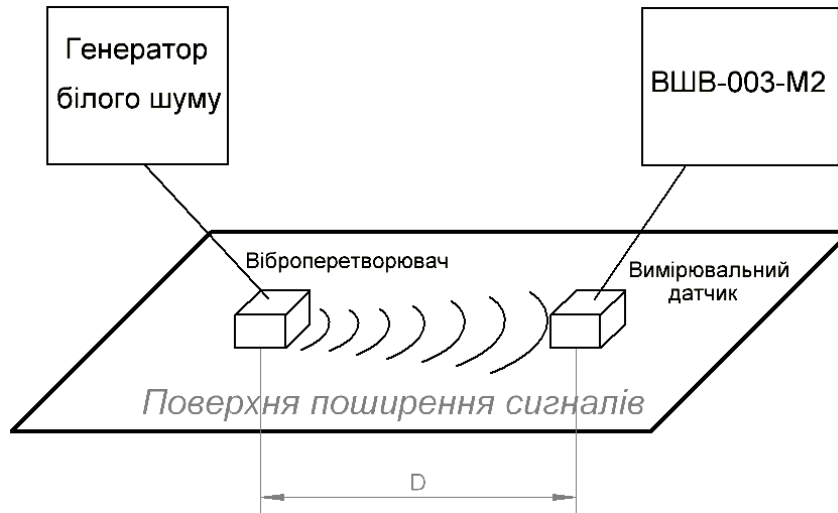 Генератор
білого шуму
ВШВ-003-М2
Віброперетворювач
Вимірювальний
датчик
Поверхня поширення сигналів
D